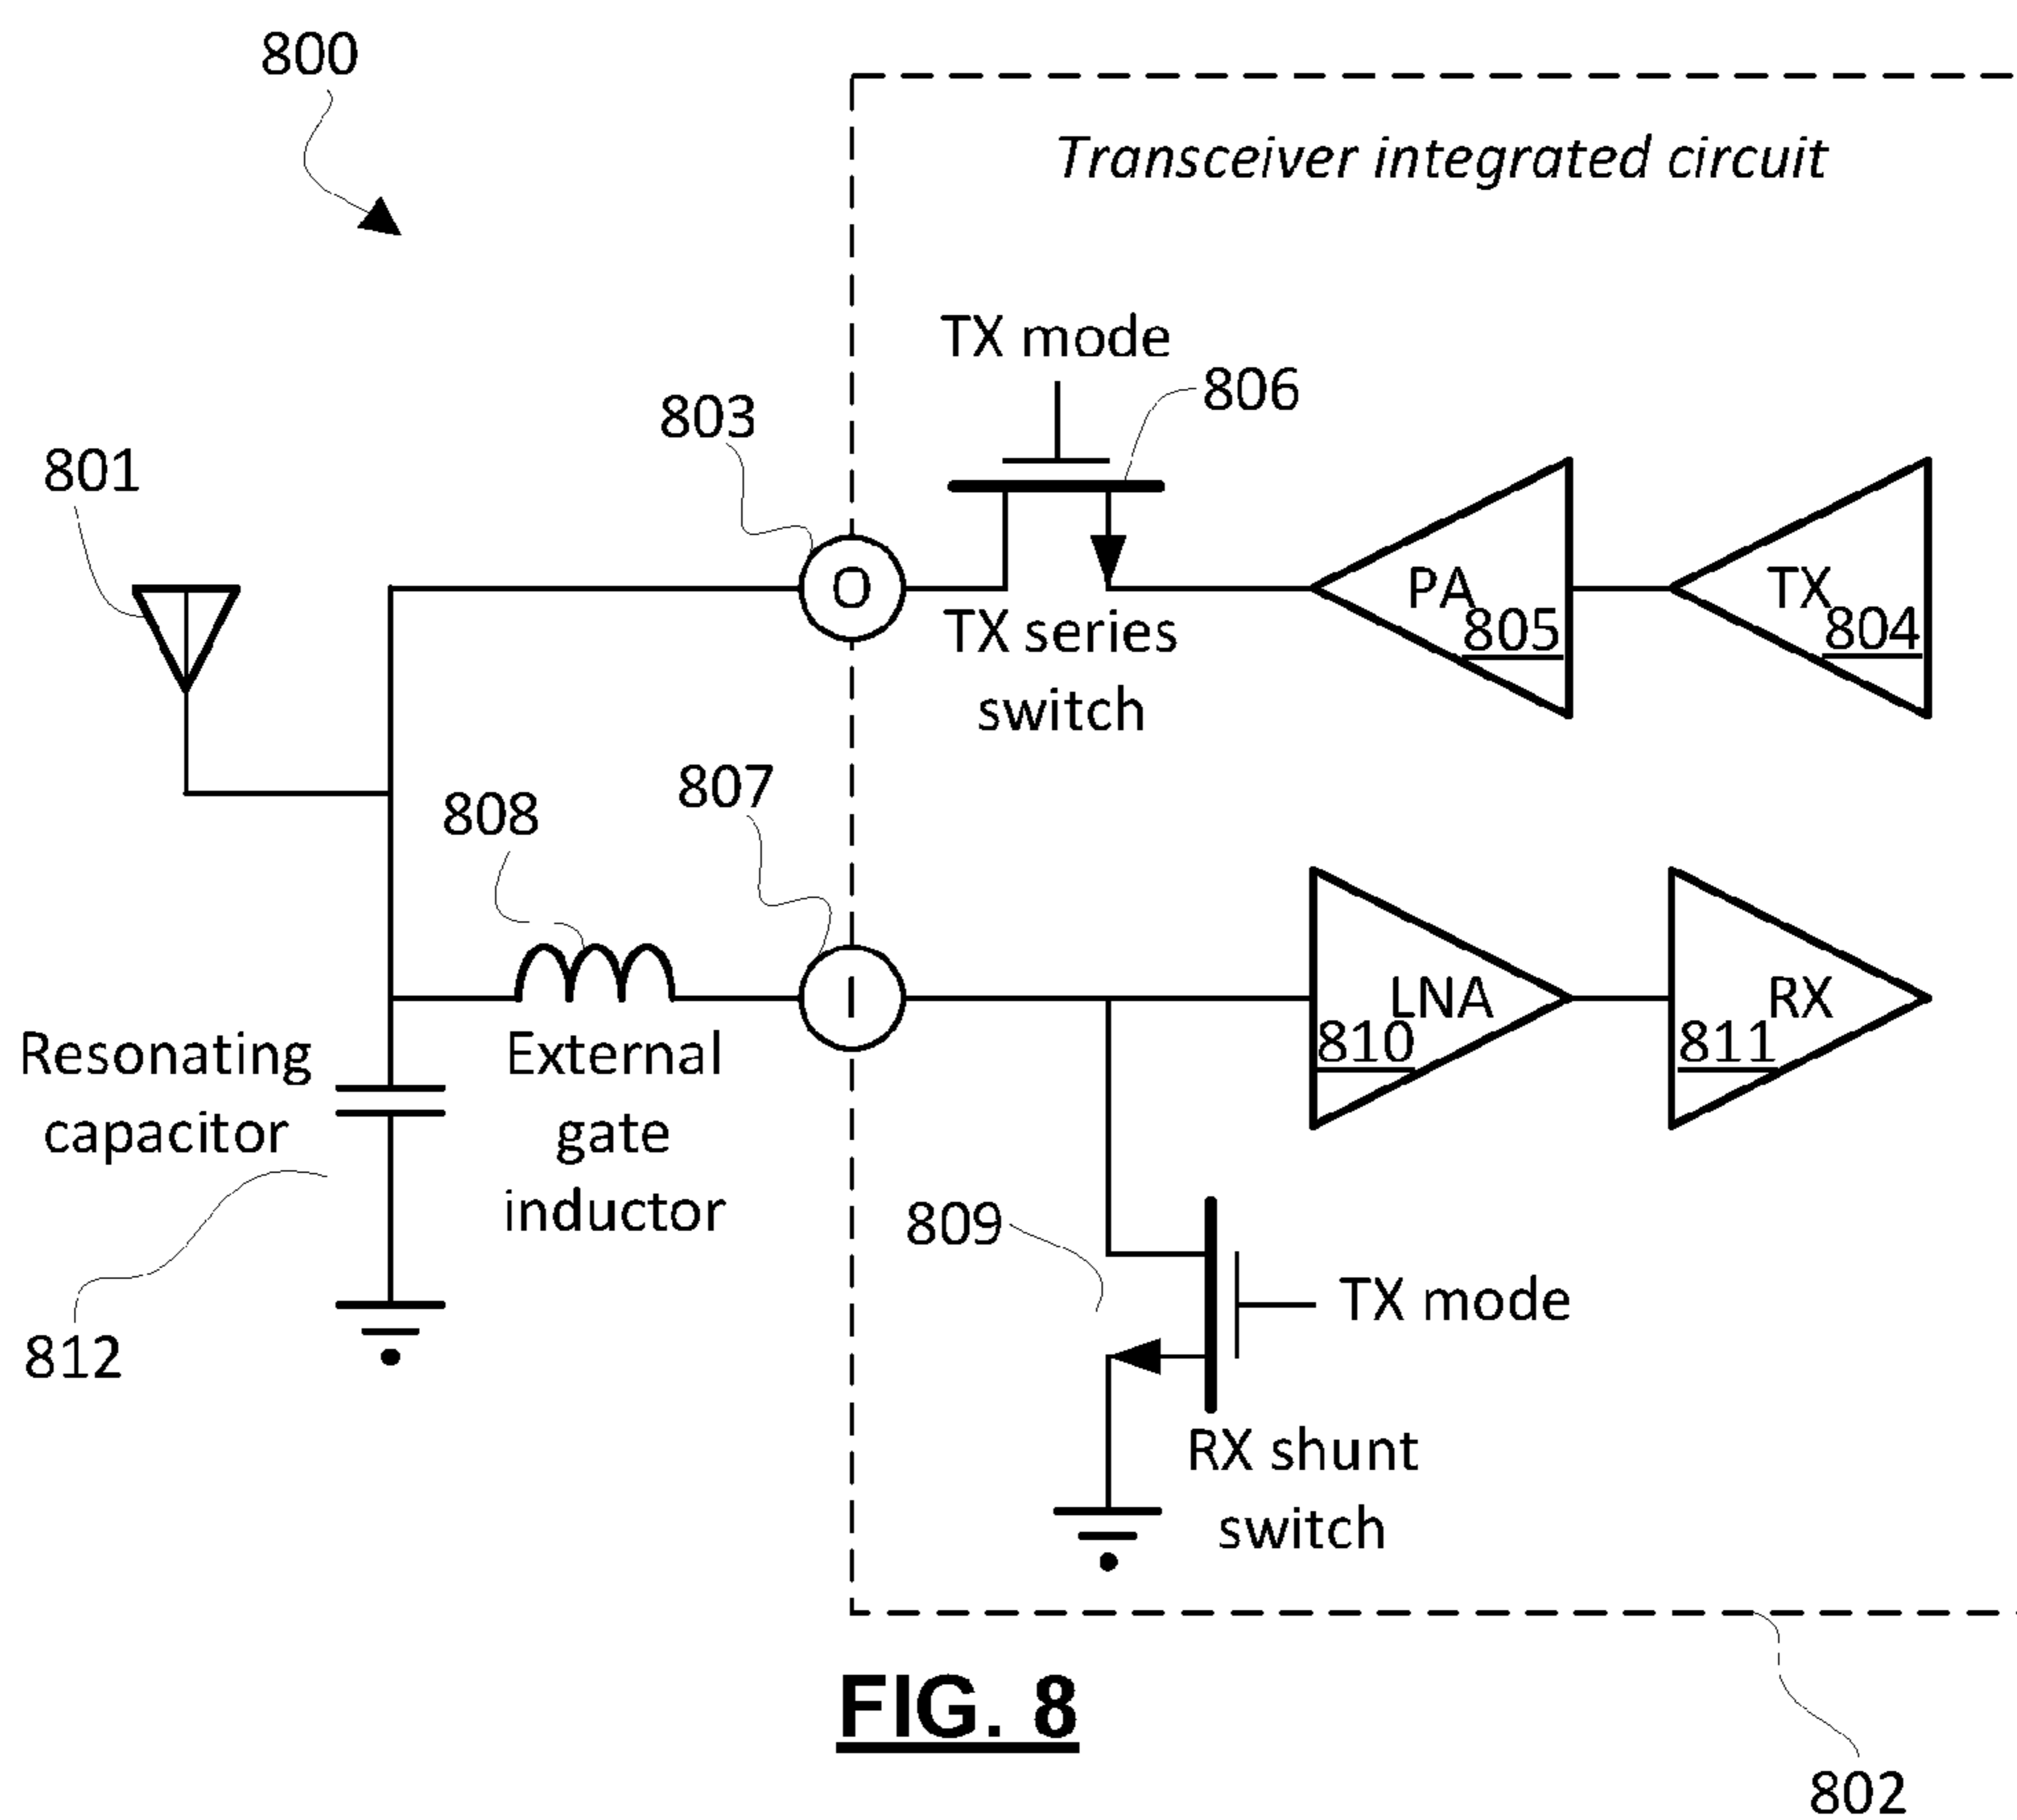 800
Transceiver integrated circuit
TX mode
806
803
801
O
PA
805
TX
804
TX series
switch
807
808
I
LNA
810
RX
811
Resonating
capacitor
External
gate
inductor
809
TX mode
812
RX shunt
switch
FIG. 8
802